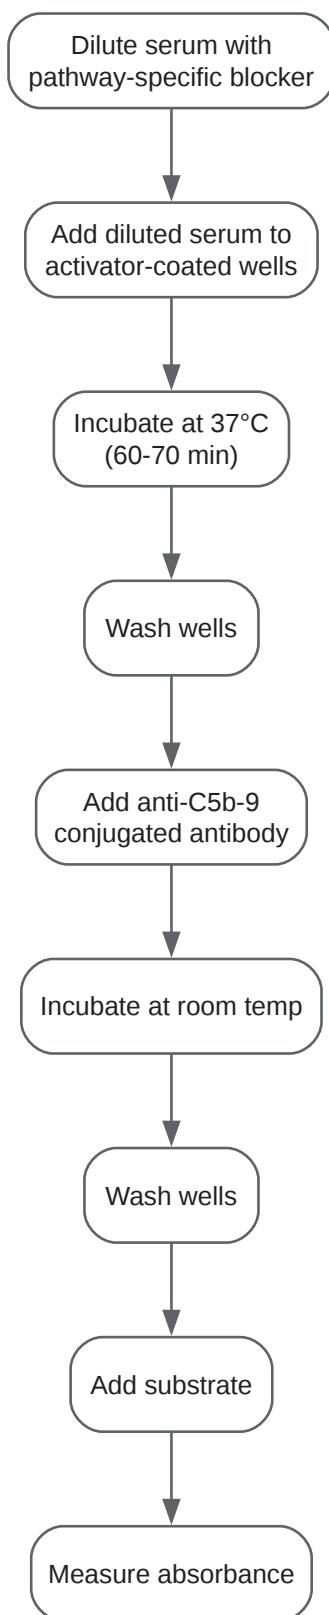 Dilute serum with
pathway-specific blocker
Add diluted serum to
activator-coated wells
Incubate at 37°C
(60-70 min)
Wash wells
Add anti-C5b-9
conjugated antibody
Incubate at room temp
Wash wells
Add substrate
Measure absorbance